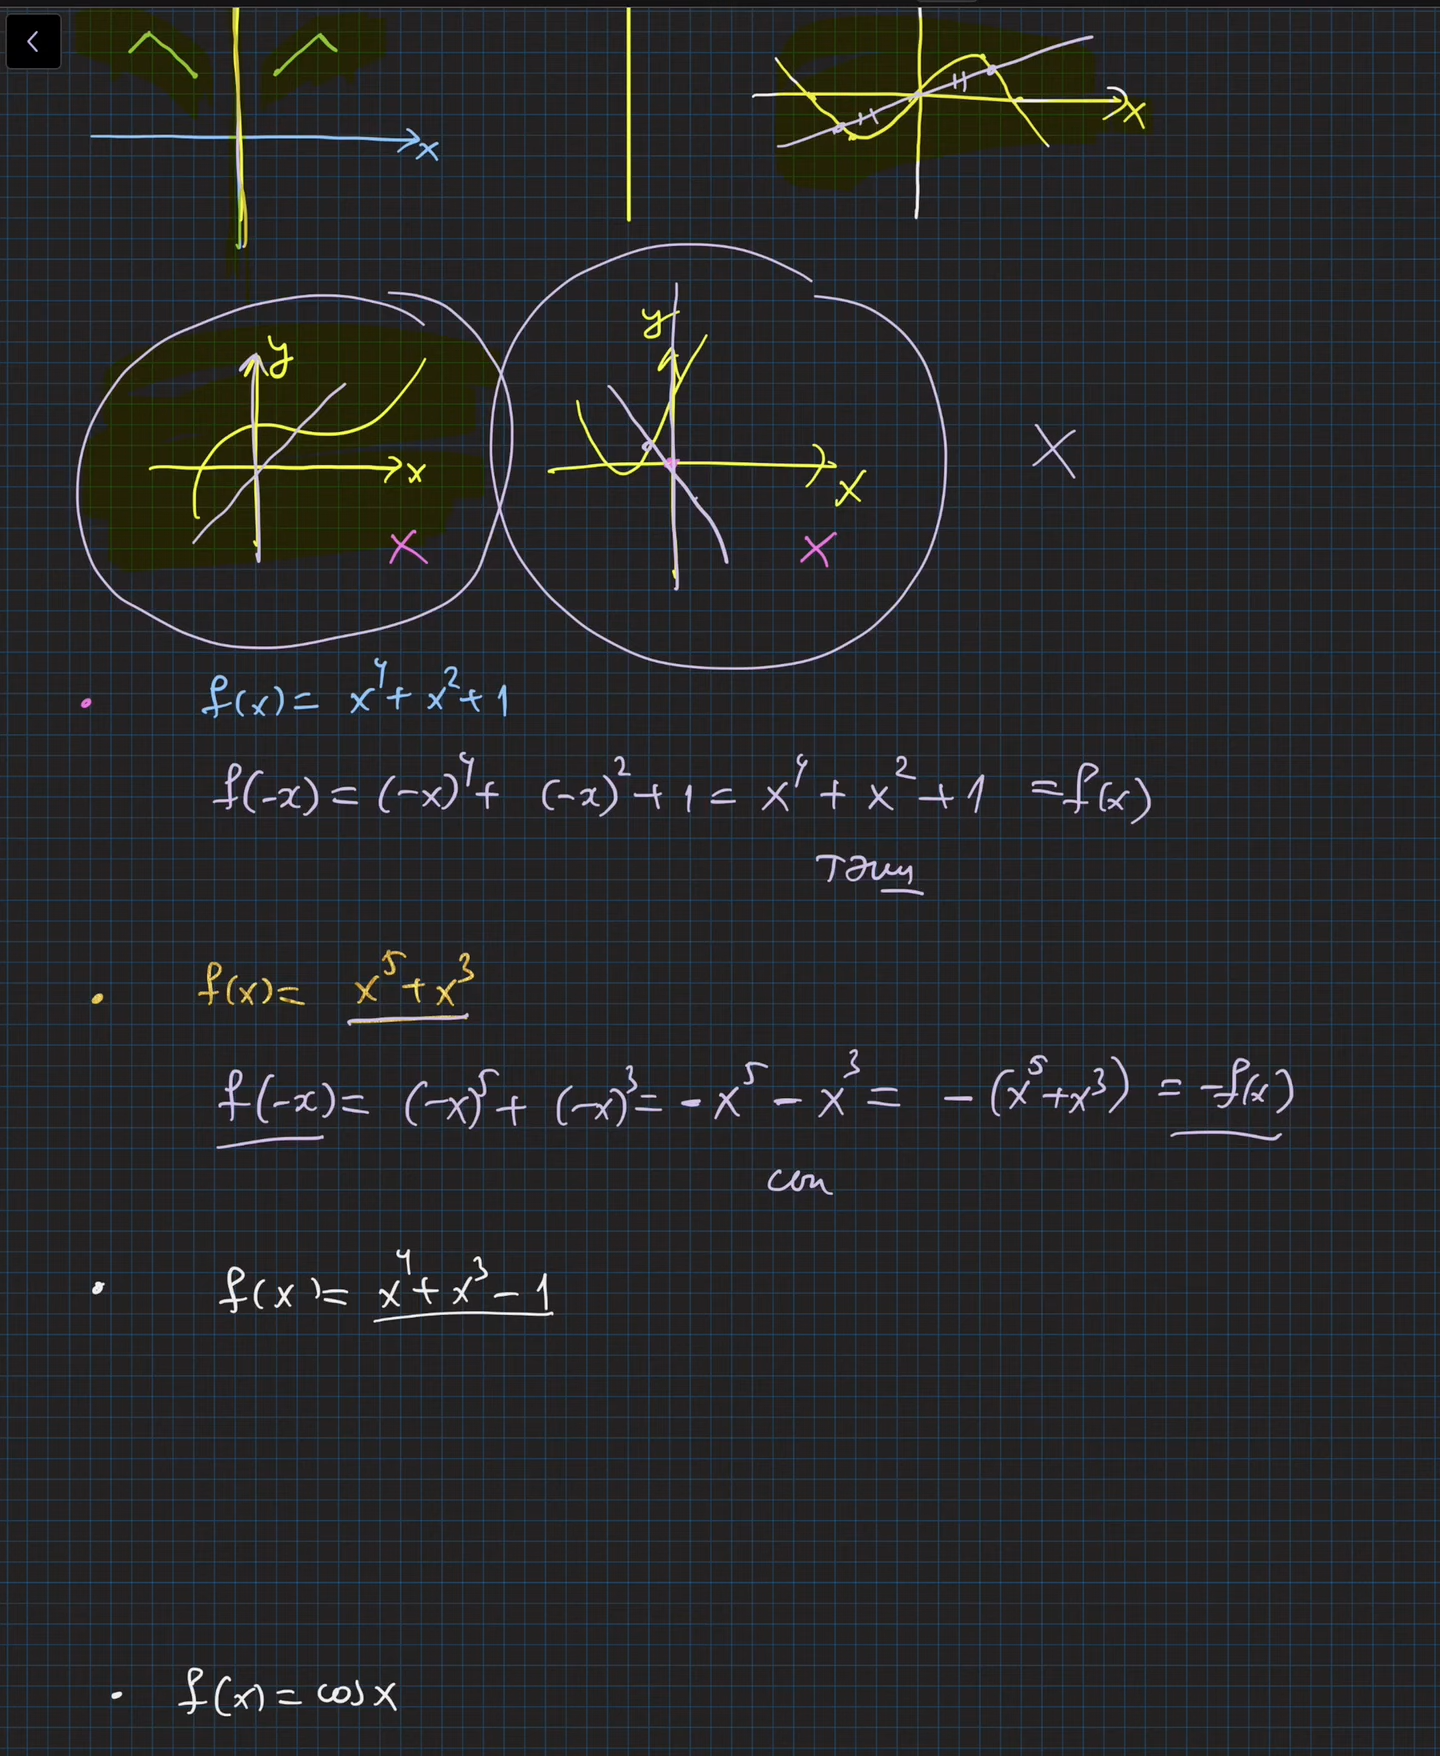 x
x
y
x
y
x
X
X
X
f(x) = x⁴ + x² + 1
f(-x) = (-x)⁴ + (-x)² + 1 = x⁴ + x² + 1 = f(x)
Тэгш
f(x) = x⁵ + x³
f(-x) = (-x)⁵ + (-x)³ = - x⁵ - x³ = - (x⁵ + x³) = -f(x)
сон
f(x) = x⁴ + x³ - 1
f(x) = cos x